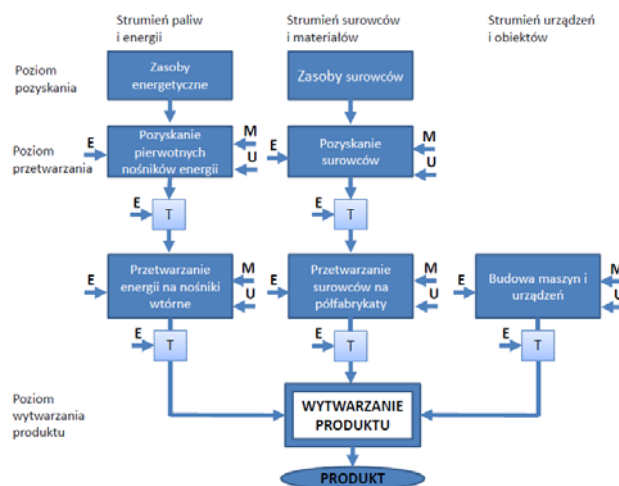 Strumień paliw
i energii
Strumień surowców
i materiałów
Strumień urządzeń
i obiektów
Poziom
pozyskania
Zasoby
energetyczne
Zasoby surowców
Poziom
przetwarzania
E
Pozyskanie
pierwotnych
nośników energii
M
U
E
Pozyskanie
surowców
M
U
E
T
E
T
E
Przetwarzanie
energii na nośniki
wtórne
M
U
E
Przetwarzanie
surowców na
półfabrykaty
M
U
E
Budowa maszyn i
urządzeń
M
U
E
T
E
T
E
T
Poziom
wytwarzania
produktu
WYTWARZANIE
PRODUKTU
PRODUKT